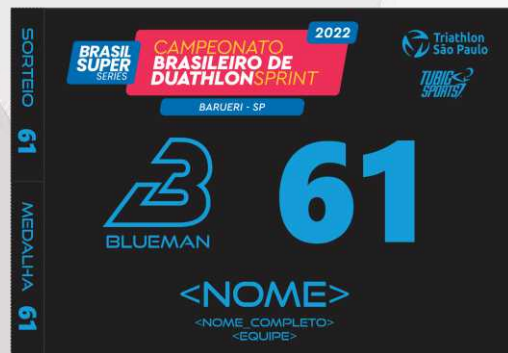 SORTEIO 61
MEDALHA 61
BRASIL
SUPER
SERIES
2022
CAMPEONATO
BRASILEIRO DE
DUATHLONSPRINT
BARUERI - SP
Triathlon
São Paulo
TUBIC
SPORTS
BLUEMAN
61
<NOME>
<NOME_COMPLETO>
<EQUIPE>